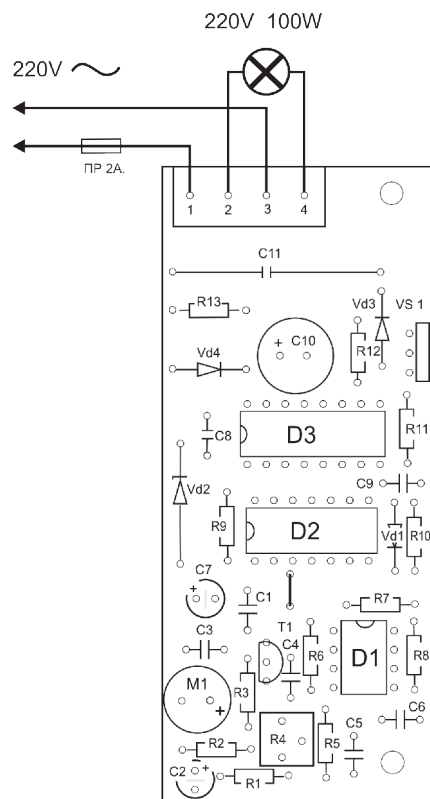 220V 100W
220V
ПР 2А.
1 2 3 4
C11
R13
Vd3 VS 1
+ C10
R12
Vd4
R11
C8 D3
C9
Vd2
R9 D2 Vd1 R10
C7
+
C1 R7
T1
C3 C4 R6 D1 R8
M1 R3
+
C6
R2 R4 R5 C5
C2 + R1